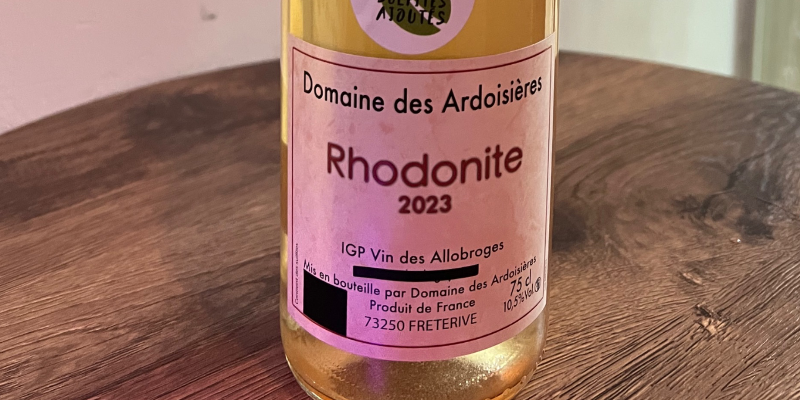 AJOUTÉS
Domaine des Ardoisières
Rhodonite
2023
IGP Vin des Allobroges
Mis en bouteille par Domaine des Ardoisières
75 cl
Produit de France
10,5% Vol
73250 FRETERIVE